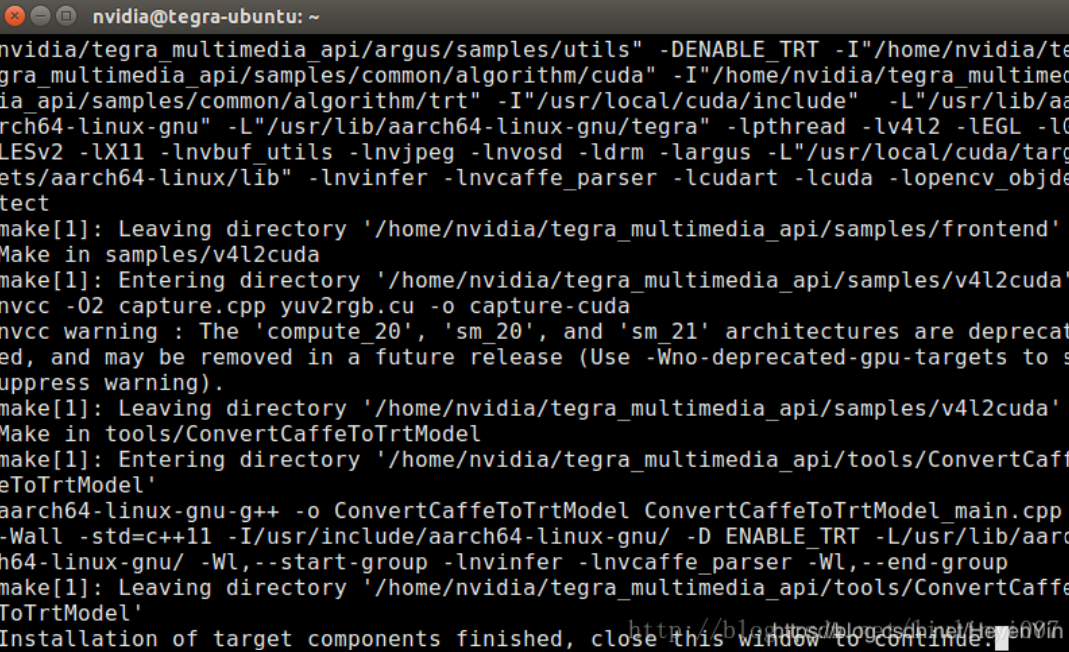 nvidia@tegra-ubuntu: ~
nvidia/tegra_multimedia_api/argus/samples/utils" -DENABLE_TRT -I"/home/nvidia/te
gra_multimedia_api/samples/common/algorithm/cuda" -I"/home/nvidia/tegra_multimed
ia_api/samples/common/algorithm/trt" -I"/usr/local/cuda/include"  -L"/usr/lib/aa
rch64-linux-gnu" -L"/usr/lib/aarch64-linux-gnu/tegra" -lpthread -lv4l2 -lEGL -lG
LESv2 -lX11 -lnvbuf_utils -lnvjpeg -lnvosd -ldrm -largus -L"/usr/local/cuda/targ
ets/aarch64-linux/lib" -lnvinfer -lnvcaffe_parser -lcudart -lcuda -lopencv_objde
tect
make[1]: Leaving directory '/home/nvidia/tegra_multimedia_api/samples/frontend'
Make in samples/v4l2cuda
make[1]: Entering directory '/home/nvidia/tegra_multimedia_api/samples/v4l2cuda'
nvcc -O2 capture.cpp yuv2rgb.cu -o capture-cuda
nvcc warning : The 'compute_20', 'sm_20', and 'sm_21' architectures are deprecat
ed, and may be removed in a future release (Use -Wno-deprecated-gpu-targets to s
uppress warning).
make[1]: Leaving directory '/home/nvidia/tegra_multimedia_api/samples/v4l2cuda'
Make in tools/ConvertCaffeToTrtModel
make[1]: Entering directory '/home/nvidia/tegra_multimedia_api/tools/ConvertCaff
eToTrtModel'
aarch64-linux-gnu-g++ -o ConvertCaffeToTrtModel ConvertCaffeToTrtModel_main.cpp
-Wall -std=c++11 -I/usr/include/aarch64-linux-gnu/ -D ENABLE_TRT -L/usr/lib/aarc
h64-linux-gnu/ -Wl,--start-group -lnvinfer -lnvcaffe_parser -Wl,--end-group
make[1]: Leaving directory '/home/nvidia/tegra_multimedia_api/tools/ConvertCaffe
ToTrtModel'
Installation of target components finished, close this window to continue.
https://blog.csdn.net/HevenYin